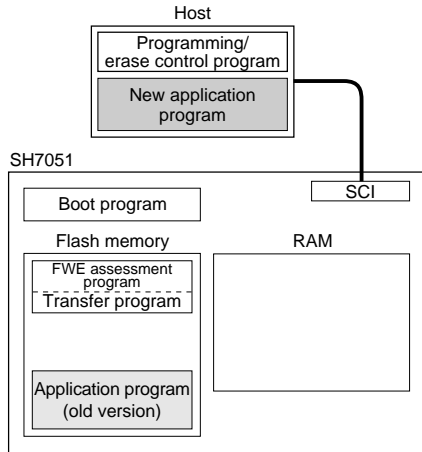 Host
Programming/
erase control program
New application
program
SH7051
SCI
Boot program
Flash memory
RAM
FWE assessment
program
Transfer program
Application program
(old version)